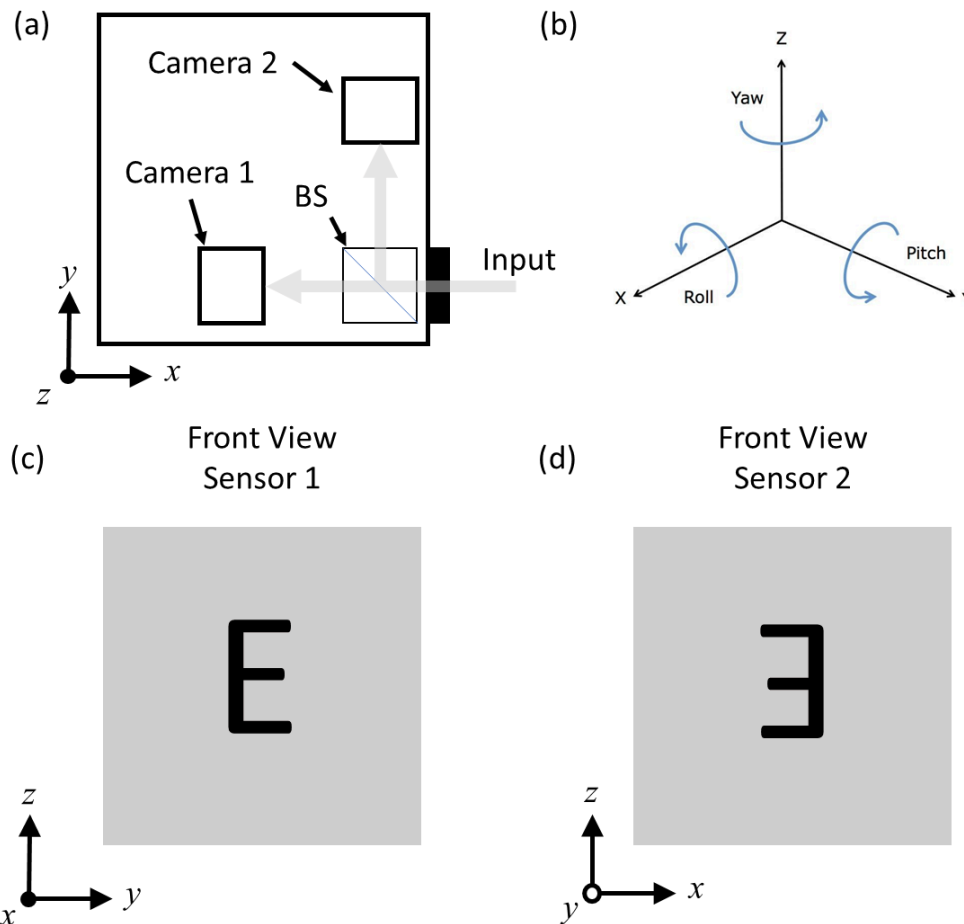 (a)
Camera 2
Camera 1
BS
Input
y
x
z
(b)
Z
Yaw
Pitch
X
Roll
(c)
Front View
Sensor 1
E
z
y
x
(d)
Front View
Sensor 2
z
x
y